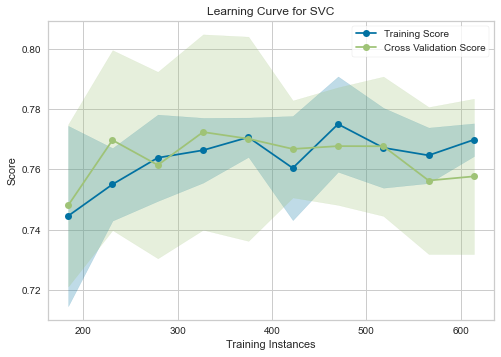 Learning Curve for SVC
Training Score
Cross Validation Score
0.80
0.78
0.76
0.74
0.72
Score
200
300
400
500
600
Training Instances